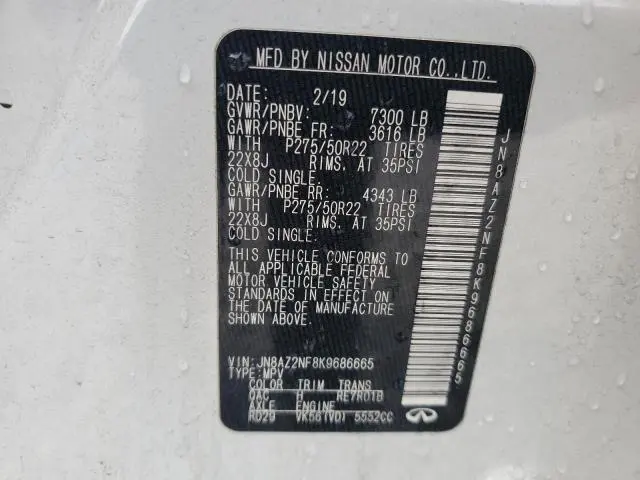 MFD BY NISSAN MOTOR CO.,LTD.
DATE: 2/19
GVWR/PNBV: 7300 LB
GAWR/PNBE FR: 3616 LB
WITH P275/50R22 TIRES
22X8J RIMS, AT 35PSI
COLD SINGLE.
GAWR/PNBE RR: 4343 LB
WITH P275/50R22 TIRES
22X8J RIMS, AT 35PSI
COLD SINGLE.
THIS VEHICLE CONFORMS TO
ALL APPLICABLE FEDERAL
MOTOR VEHICLE SAFETY
STANDARDS IN EFFECT ON
THE DATE OF MANUFACTURE
SHOWN ABOVE.
VIN:JN8AZ2NF8K9686665
TYPE:MPV
COLOR TRIM TRANS
QAC H RE7R01B
AXLE ENGINE
RD29 VK56(VD) 5552CC
JN8AZ2NF8K9686665